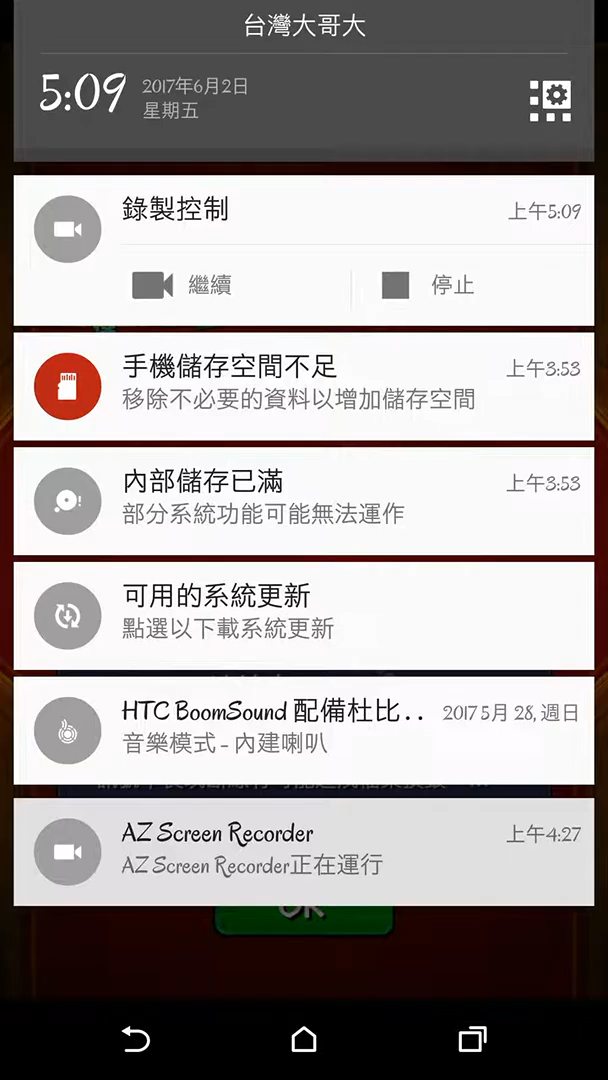 台灣大哥大
5:09
2017年6月2日
星期五
錄製控制
上午5:09
繼續
停止
手機儲存空間不足
上午3:53
移除不必要的資料以增加儲存空間
內部儲存已滿
上午3:53
部分系統功能可能無法運作
可用的系統更新
點選以下載系統更新
HTC BoomSound 配備杜比..
2017 5月 28, 週日
音樂模式 - 內建喇叭
AZ Screen Recorder
上午4:27
AZ Screen Recorder正在運行
OK